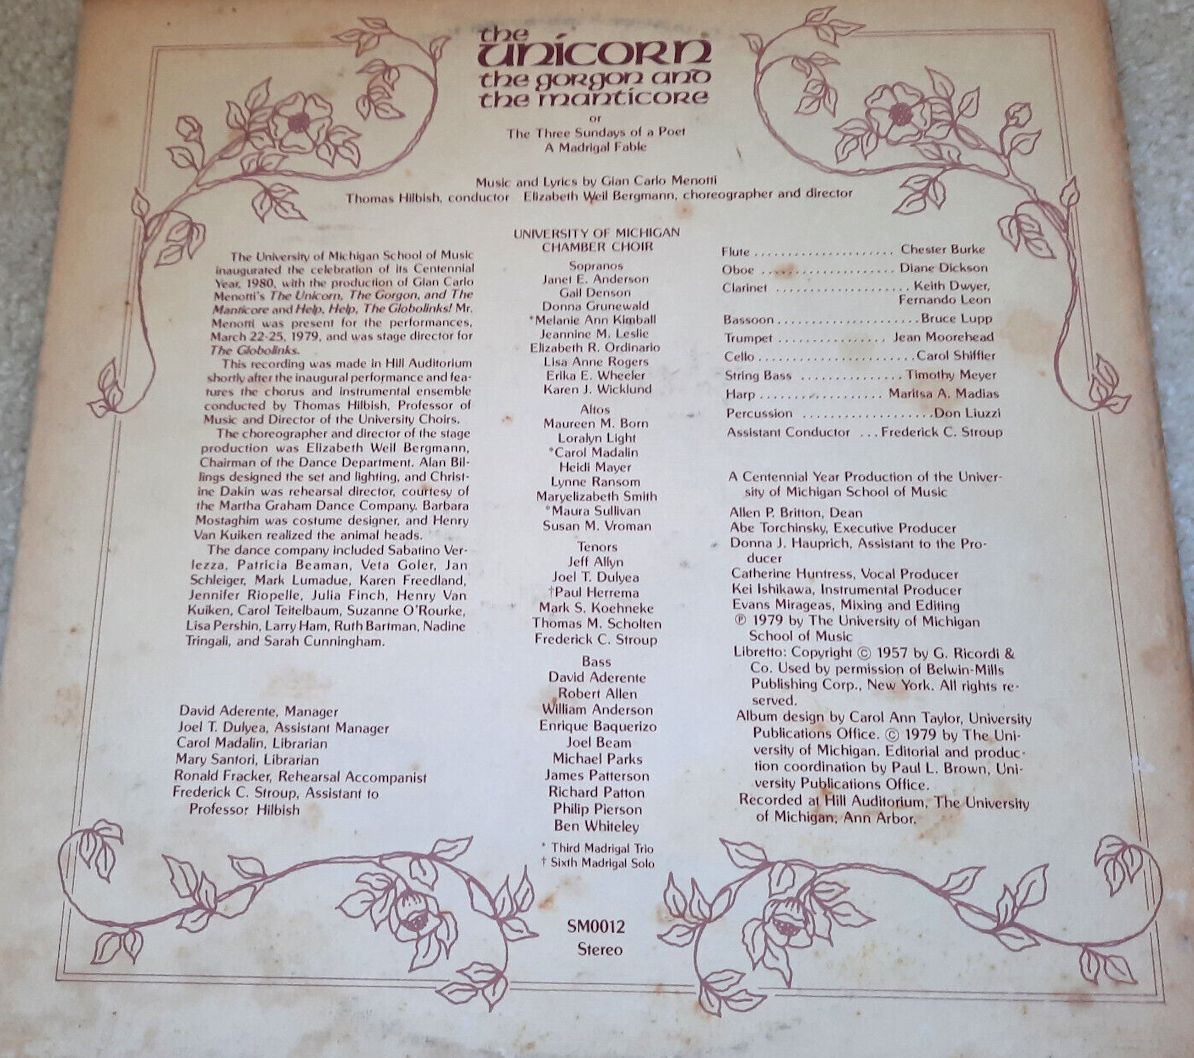 the
unicorn
the gorgon and
the manticore
or
The Three Sundays of a Poet
A Madrigal Fable
Music and Lyrics by Gian Carlo Menotti
Thomas Hilbish, conductor Elizabeth Weil Bergmann, choreographer and director
The University of Michigan School of Music
inaugurated the celebration of its Centennial
Year, 1980, with the production of Gian Carlo
Menotti's The Unicorn, The Gorgon, and The
Manticore and Help, Help, The Globolinks! Mr.
Menotti was present for the performances,
March 22-25, 1979, and was stage director for
The Globolinks.
This recording was made in Hill Auditorium
shortly after the inaugural performance and fea-
tures the chorus and instrumental ensemble
conducted by Thomas Hilbish, Professor of
Music and Director of the University Choirs.
The choreographer and director of the stage
production was Elizabeth Weil Bergmann,
Chairman of the Dance Department. Alan Bil-
lings designed the set and lighting, and Christ-
ine Dakin was rehearsal director, courtesy of
the Martha Graham Dance Company. Barbara
Mostaghim was costume designer, and Henry
Van Kuiken realized the animal heads.
The dance company included Sabatino Ver-
lezza, Patricia Beaman, Veta Goler, Jan
Schleiger, Mark Lumadue, Karen Freedland,
Jennifer Riopelle, Julia Finch, Henry Van
Kuiken, Carol Teitelbaum, Suzanne O'Rourke,
Lisa Pershin, Larry Ham, Ruth Bartman, Nadine
Tringali, and Sarah Cunningham.
David Aderente, Manager
Joel T. Dulyea, Assistant Manager
Carol Madalin, Librarian
Mary Santori, Librarian
Ronald Fracker, Rehearsal Accompanist
Frederick C. Stroup, Assistant to
Professor Hilbish
UNIVERSITY OF MICHIGAN
CHAMBER CHOIR
Sopranos
Janet E. Anderson
Gail Denson
Donna Grunewald
*Melanie Ann Kimball
Jeannine M. Leslie
Elizabeth R. Ordinario
Lisa Anne Rogers
Erika E. Wheeler
Karen J. Wicklund
Altos
Maureen M. Born
Loralyn Light
*Carol Madalin
Heidi Mayer
Lynne Ransom
Maryelizabeth Smith
*Maura Sullivan
Susan M. Vroman
Tenors
Jeff Allyn
Joel T. Dulyea
†Paul Herrema
Mark S. Koehneke
Thomas M. Scholten
Frederick C. Stroup
Bass
David Aderente
Robert Allen
William Anderson
Enrique Baquerizo
Joel Beam
Michael Parks
James Patterson
Richard Patton
Philip Pierson
Ben Whiteley
* Third Madrigal Trio
† Sixth Madrigal Solo
SM0012
Stereo
Flute ..................... Chester Burke
Oboe .................... Diane Dickson
Clarinet .................... Keith Dwyer,
Fernando Leon
Bassoon .....................Bruce Lupp
Trumpet ................ Jean Moorehead
Cello .......................Carol Shiffler
String Bass ............... Timothy Meyer
Harp .................. Maritsa A. Madias
Percussion ...................Don Liuzzi
Assistant Conductor ... Frederick C. Stroup
A Centennial Year Production of the Univer-
sity of Michigan School of Music
Allen P. Britton, Dean
Abe Torchinsky, Executive Producer
Donna J. Hauprich, Assistant to the Pro-
ducer
Catherine Huntress, Vocal Producer
Kei Ishikawa, Instrumental Producer
Evans Mirageas, Mixing and Editing
℗ 1979 by The University of Michigan
School of Music
Libretto: Copyright © 1957 by G. Ricordi &
Co. Used by permission of Belwin-Mills
Publishing Corp., New York. All rights re-
served.
Album design by Carol Ann Taylor, University
Publications Office. © 1979 by The Uni-
versity of Michigan. Editorial and produc-
tion coordination by Paul L. Brown, Uni-
versity Publications Office.
Recorded at Hill Auditorium, The University
of Michigan, Ann Arbor.